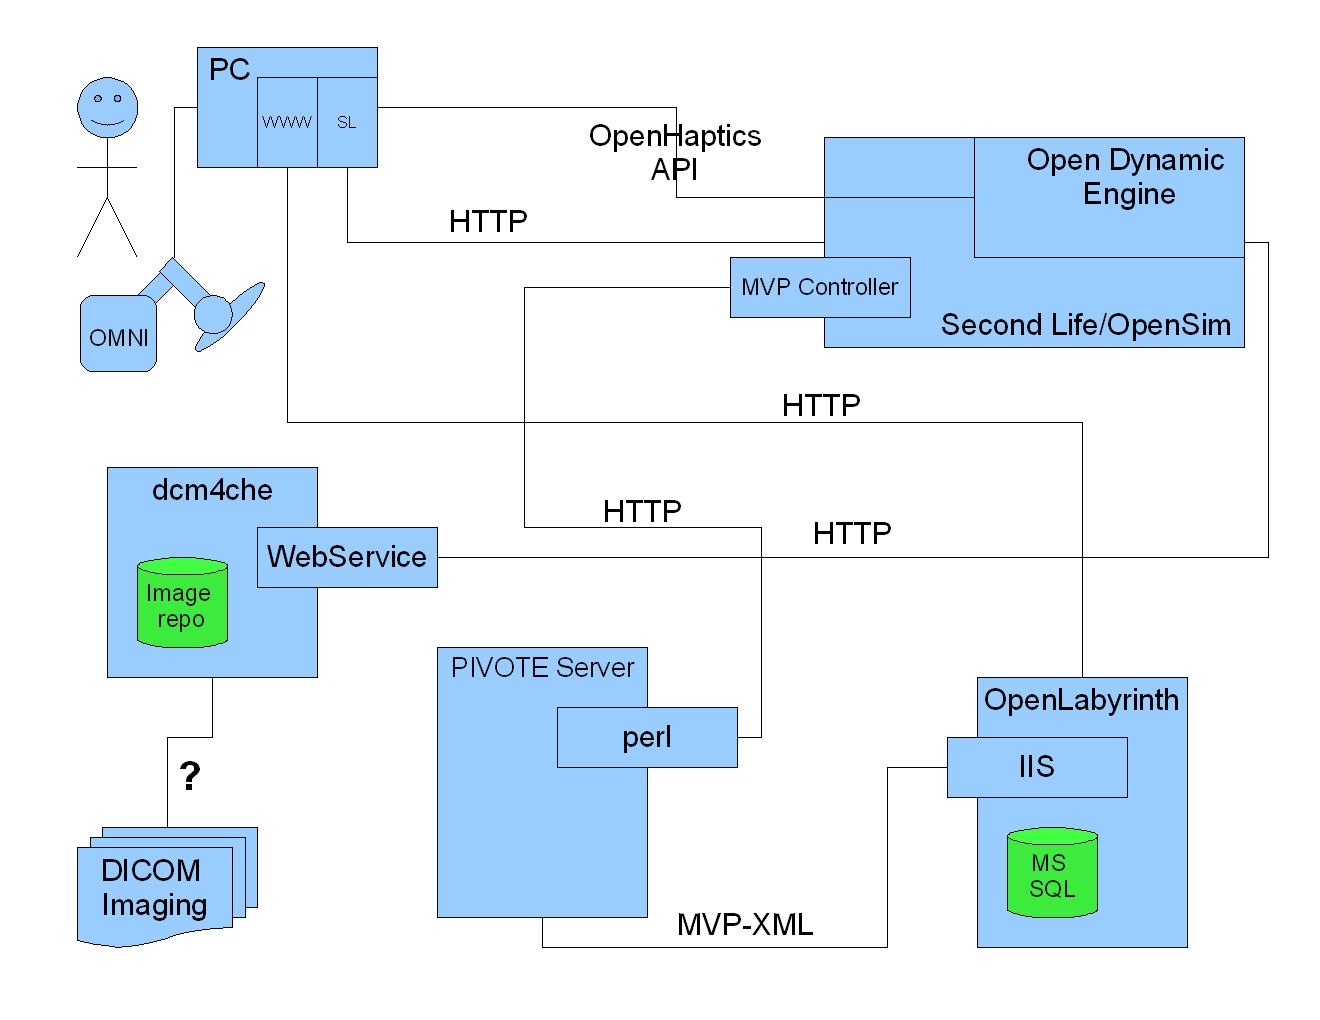 PC
WWW
SL
OpenHaptics
API
Open Dynamic
Engine
HTTP
MVP Controller
Second Life/OpenSim
OMNI
HTTP
dcm4che
HTTP
HTTP
WebService
Image
repo
PIVOTE Server
OpenLabyrinth
perl
IIS
?
DICOM
Imaging
MS
SQL
MVP-XML